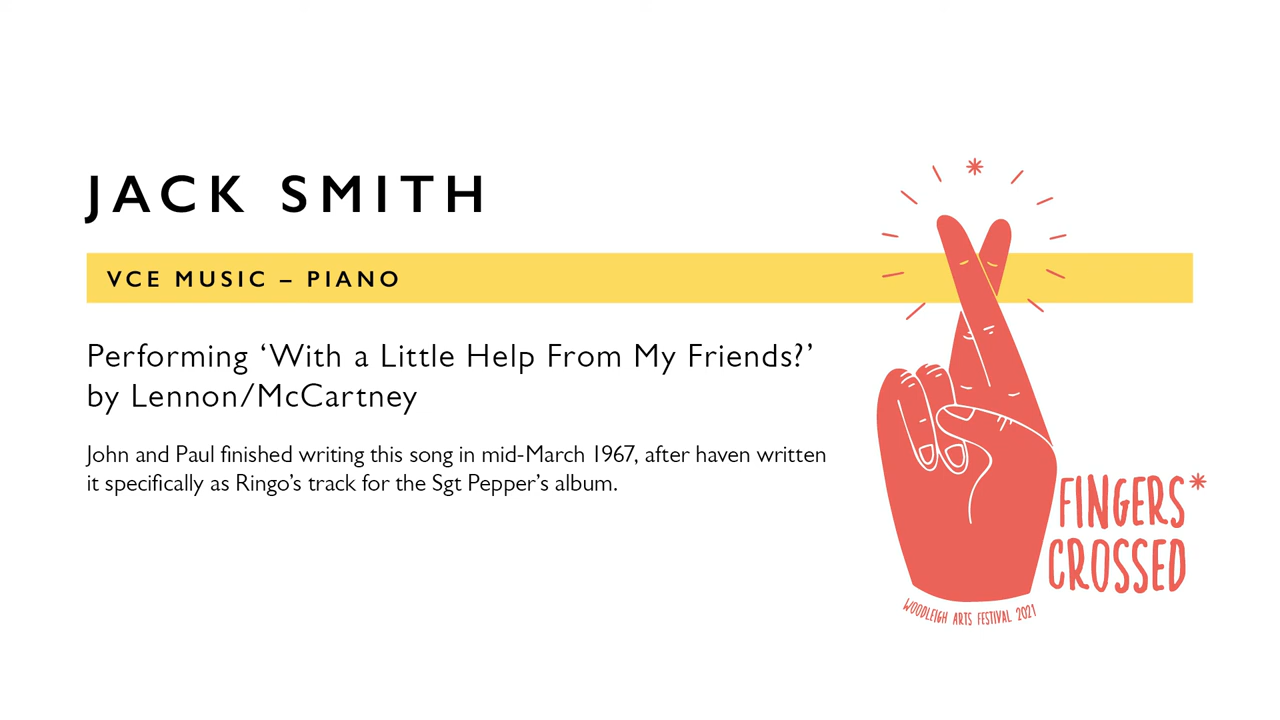 JACK SMITH
VCE MUSIC – PIANO
Performing ‘With a Little Help From My Friends?’
by Lennon/McCartney
John and Paul finished writing this song in mid-March 1967, after haven written
it specifically as Ringo’s track for the Sgt Pepper’s album.
FINGERS*
CROSSED
WOODLEIGH ARTS FESTIVAL 2021